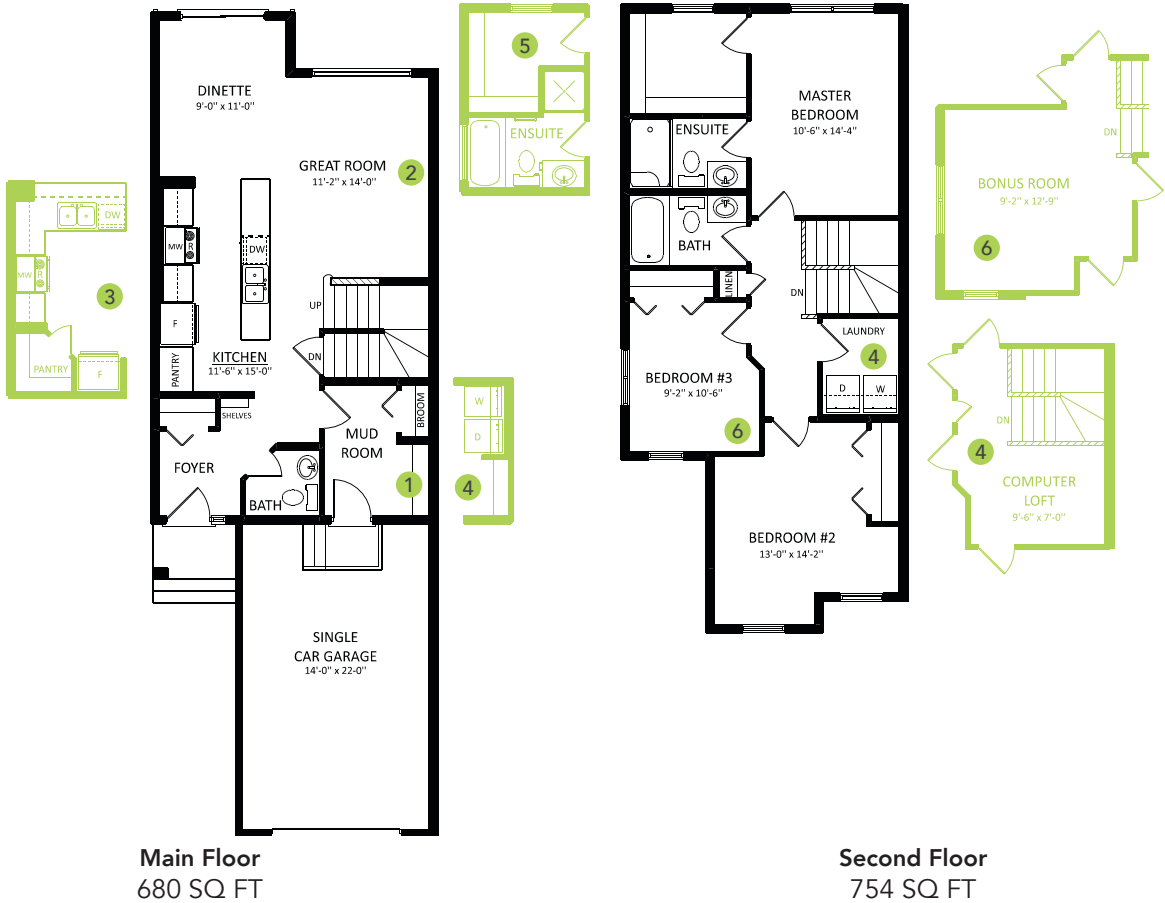 DINETTE
9'-0" x 11'-0"
GREAT ROOM
11'-2" x 14'-0"
2
MW
R
DW
F
PANTRY
KITCHEN
11'-6" x 15'-0"
UP
DN
SHELVES
BROOM
MUD
ROOM
1
FOYER
BATH
SINGLE
CAR GARAGE
14'-0" x 22'-0"
DW
MW
R
3
PANTRY
F
5
ENSUITE
W
D
4
MASTER
BEDROOM
10'-6" x 14'-4"
ENSUITE
BATH
LINEN
DN
LAUNDRY
4
D
W
BEDROOM #3
9'-2" x 10'-6"
6
BEDROOM #2
13'-0" x 14'-2"
DN
BONUS ROOM
9'-2" x 12'-9"
6
DN
4
COMPUTER
LOFT
9'-6" x 7'-0"
Main Floor
680 SQ FT
Second Floor
754 SQ FT